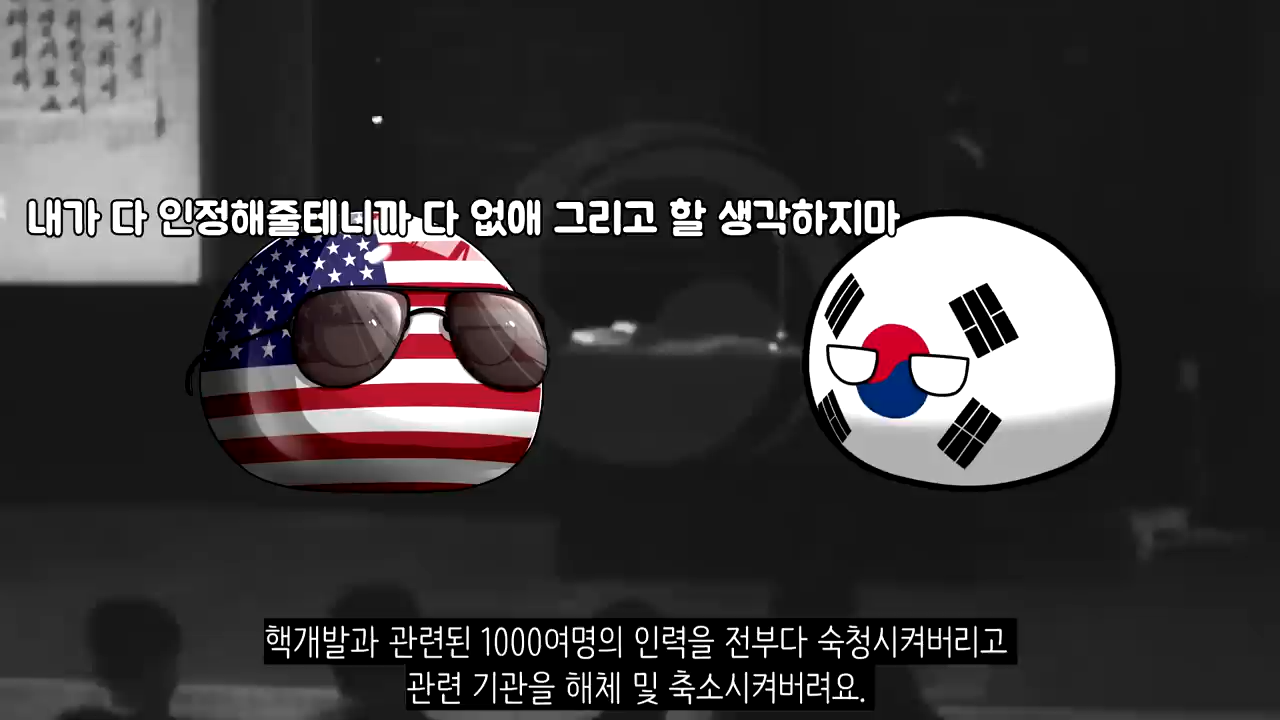 내가 다 인정해줄테니까 다 없애 그리고 할 생각하지마
핵개발과 관련된 1000여명의 인력을 전부다 숙청시켜버리고
관련 기관을 해체 및 축소시켜버려요.